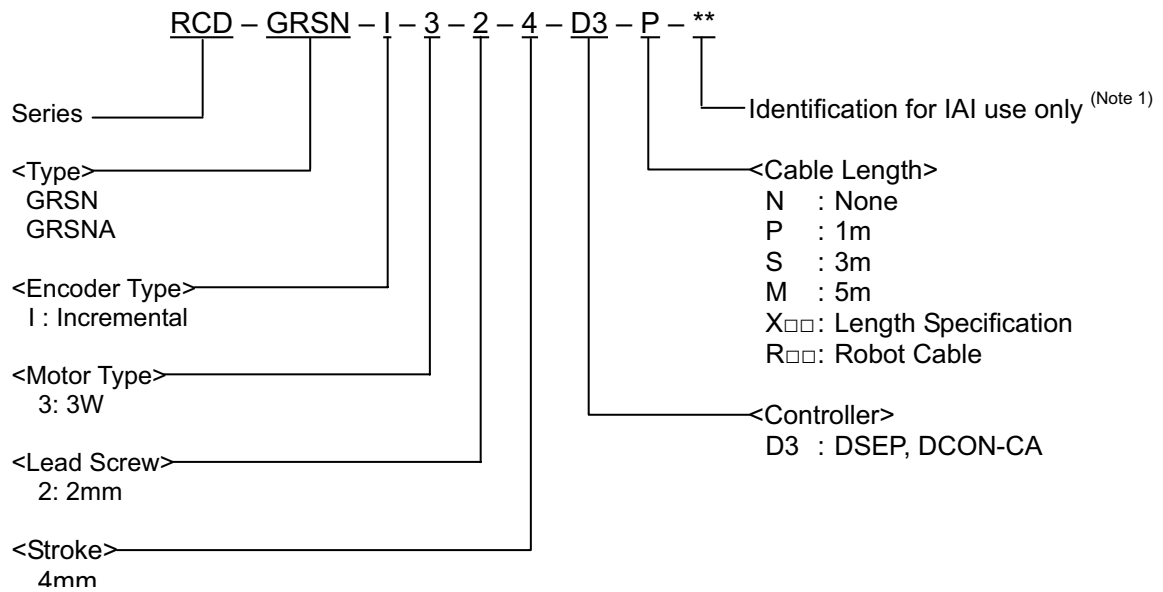 RCD – GRSN – I – 3 – 2 – 4 – D3 – P – **
Series
<Type>
GRSN
GRSNA
<Encoder Type>
I : Incremental
<Motor Type>
3: 3W
<Lead Screw>
2: 2mm
<Stroke>
4mm
Identification for IAI use only (Note 1)
<Cable Length>
N : None
P : 1m
S : 3m
M : 5m
X□□: Length Specification
R□□: Robot Cable
<Controller>
D3 : DSEP, DCON-CA